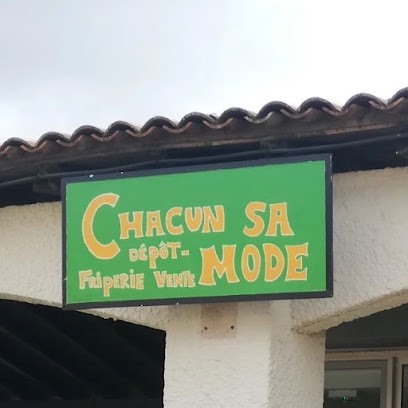 CHACUN SA
DÉPÔT-
FRIPERIE VENTE MODE